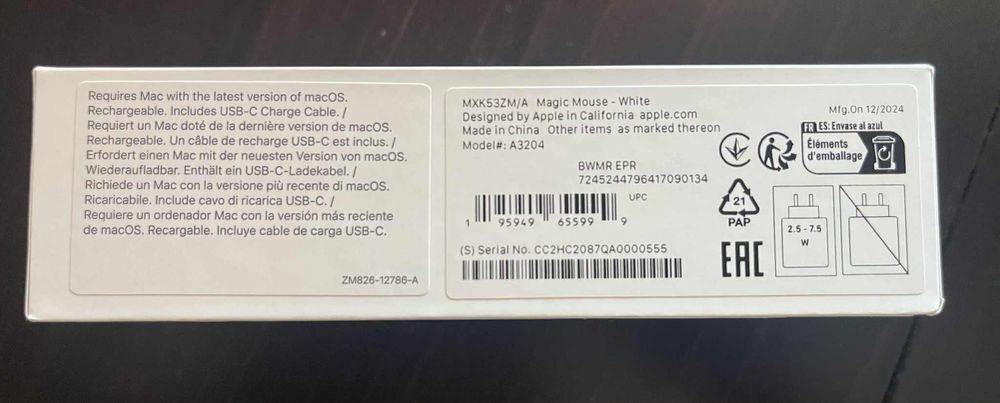 Requires Mac with the latest version of macOS.
Rechargeable. Includes USB-C Charge Cable. /
Requiert un Mac doté de la dernière version de macOS.
Rechargeable. Un câble de recharge USB-C est inclus. /
Erfordert einen Mac mit der neuesten Version von macOS.
Wiederaufladbar. Enthält ein USB-C-Ladekabel. /
Richiede un Mac con la versione più recente di macOS.
Ricaricabile. Include cavo di ricarica USB-C. /
Requiere un ordenador Mac con la versión más reciente
de macOS. Recargable. Incluye cable de carga USB-C.
ZM826-12786-A
MXK53ZM/A Magic Mouse - White
Designed by Apple in California apple.com
Made in China Other items as marked thereon
Model#: A3204
BWMR EPR
7245244796417090134
UPC
1 95949 65599 9
(S) Serial No. CC2HC2087QA0000555
Mfg.On 12/2024
FR ES: Envase al azul
Éléments
d'emballage
21
PAP
EAC
2.5 - 7.5
W